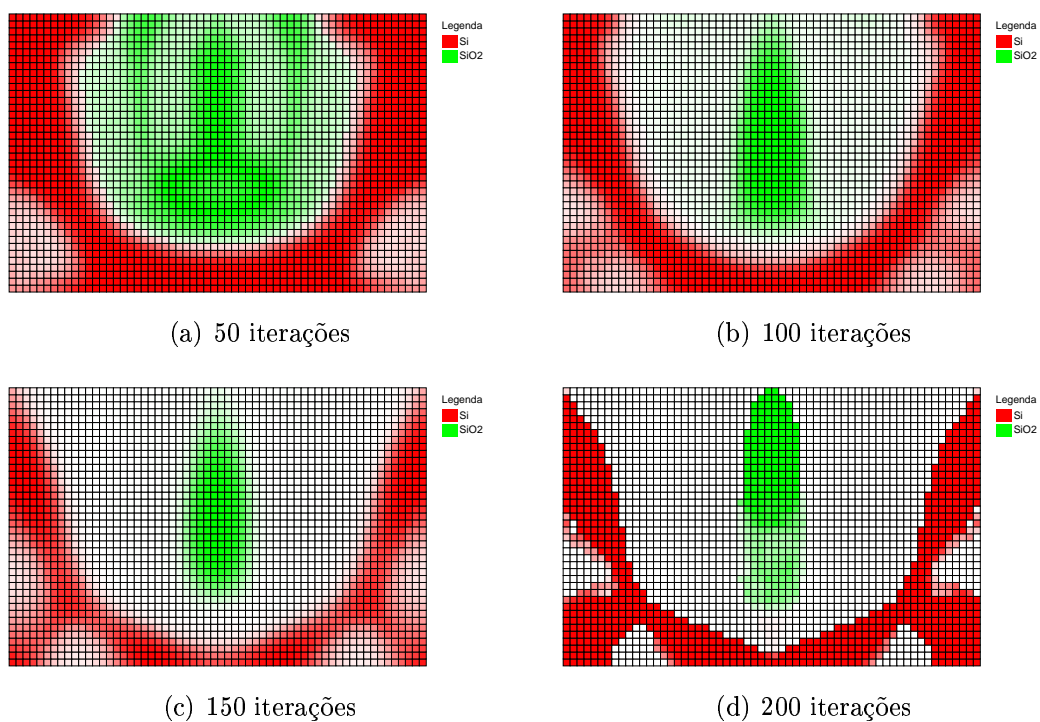 Legenda
Si
SiO2
Legenda
Si
SiO2
(a) 50 iterações
(b) 100 iterações
Legenda
Si
SiO2
Legenda
Si
SiO2
(c) 150 iterações
(d) 200 iterações